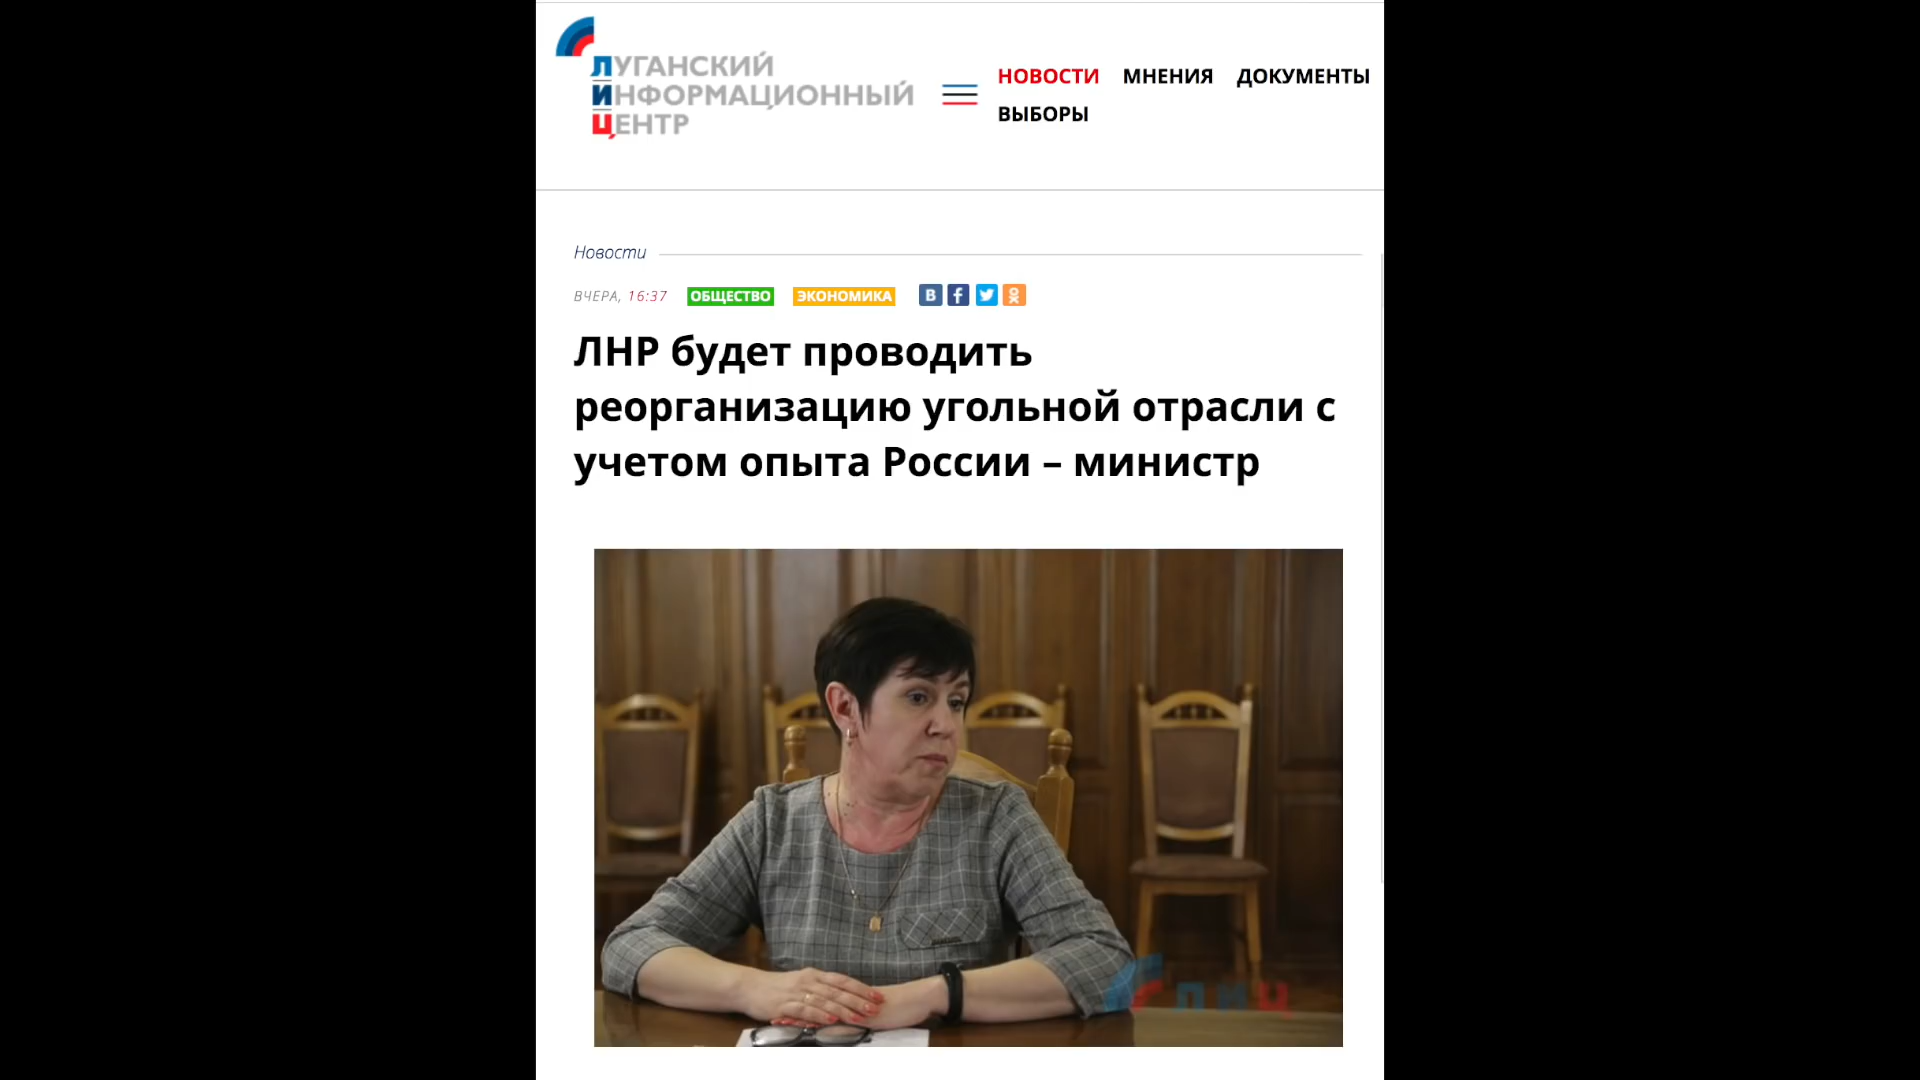 ЛУГАНСКИЙ
ИНФОРМАЦИОННЫЙ
ЦЕНТР
НОВОСТИ МНЕНИЯ ДОКУМЕНТЫ
ВЫБОРЫ
Новости
ВЧЕРА, 16:37 ОБЩЕСТВО ЭКОНОМИКА
ЛНР будет проводить
реорганизацию угольной отрасли с
учетом опыта России – министр
ЛИЦ